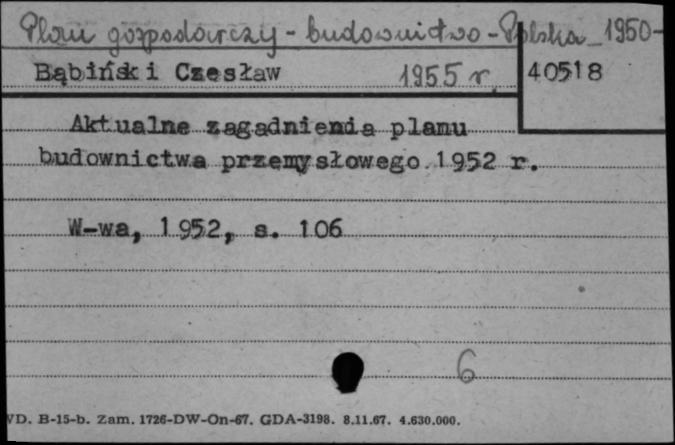 Plan gospodarczy - budownictwo - Polska 1950-
1955 r.
Bąbiński Czesław
40518
Aktualne zagadnienia planu
budownictwa przemysłowego 1952 r.
W-wa, 1952, s. 106
6
VD. B-15-b. Zam. 1726-DW-On-67. GDA-3198. 8.11.67. 4.630.000.